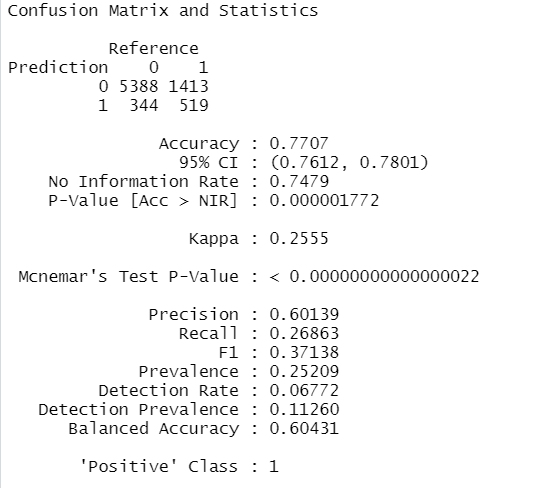 Confusion Matrix and Statistics
Reference
Prediction 0 1
0 5388 1413
1 344 519
Accuracy : 0.7707
95% CI : (0.7612, 0.7801)
No Information Rate : 0.7479
P-Value [Acc > NIR] : 0.000001772
Kappa : 0.2555
Mcnemar's Test P-Value : < 0.00000000000000022
Precision : 0.60139
Recall : 0.26863
F1 : 0.37138
Prevalence : 0.25209
Detection Rate : 0.06772
Detection Prevalence : 0.11260
Balanced Accuracy : 0.60431
'Positive' Class : 1